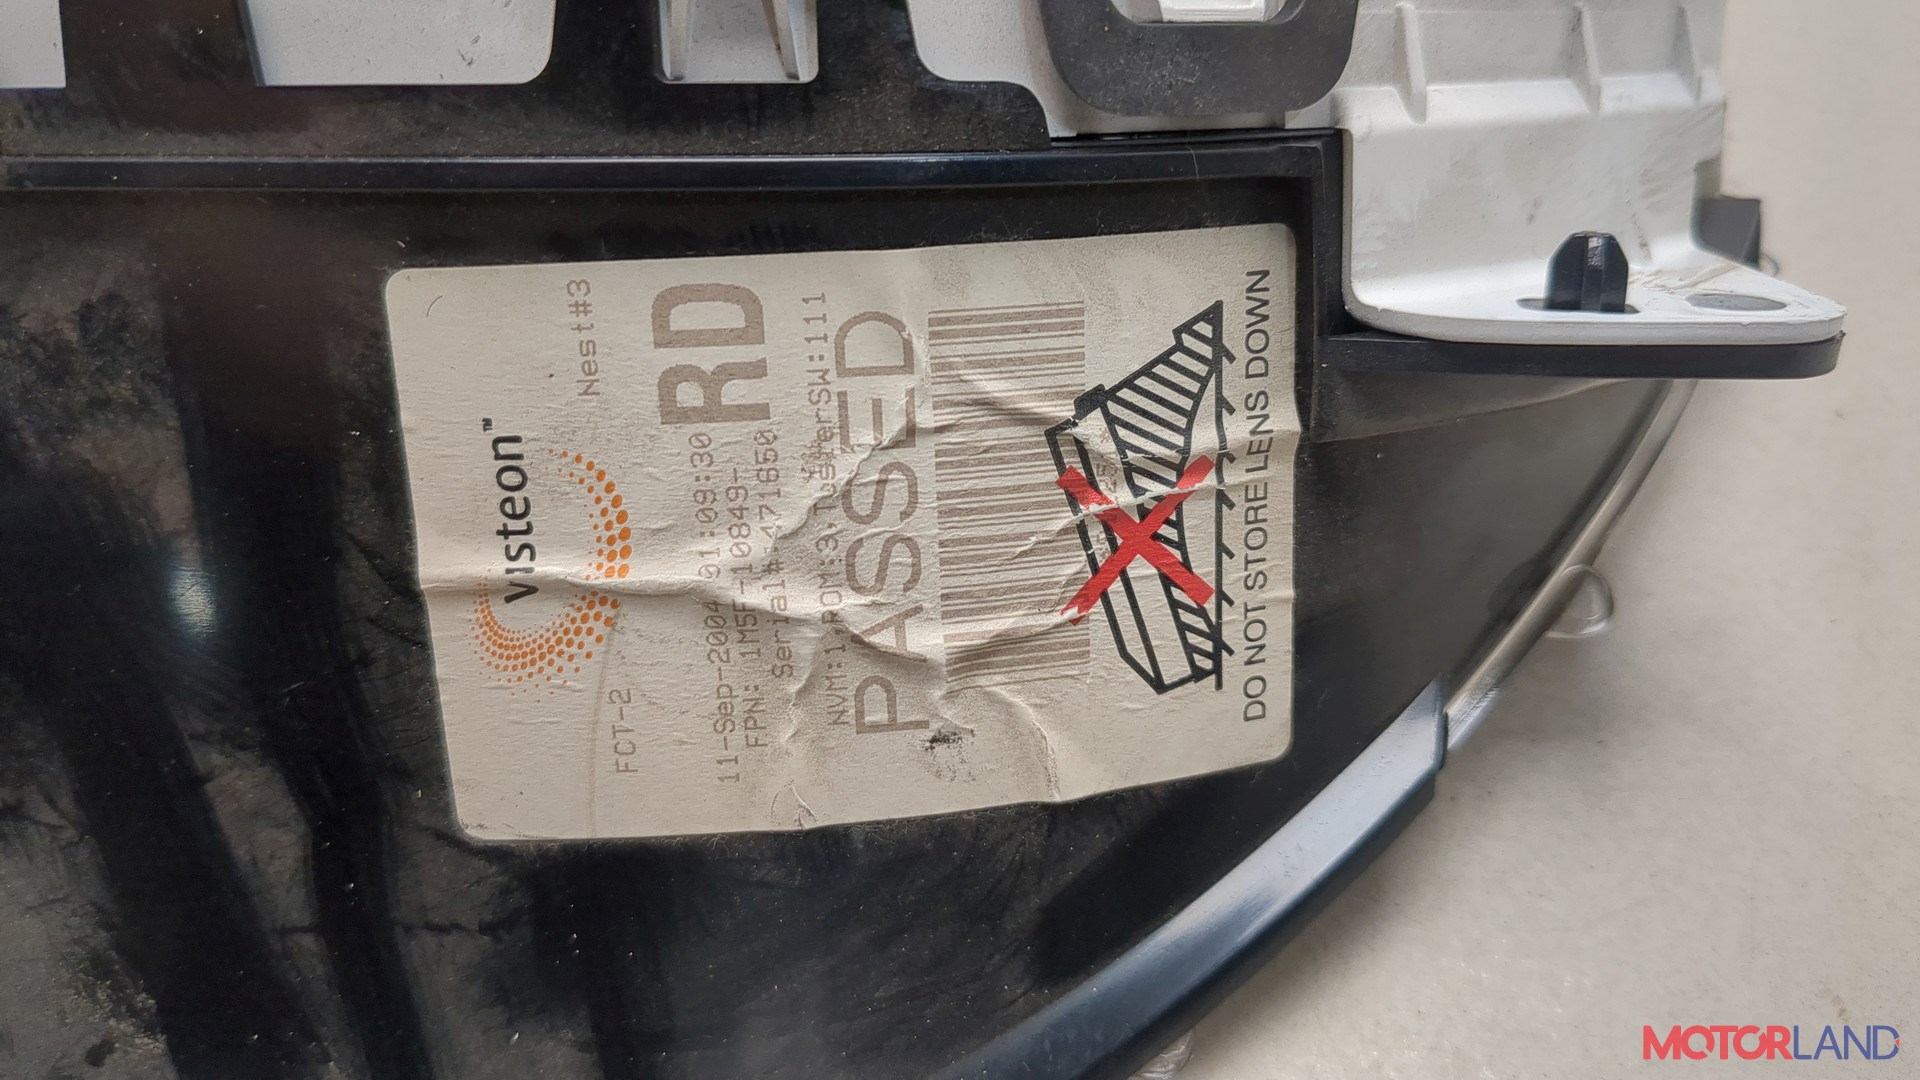 visteon™
Nest#3
FCT-2
11-Sep-2004 01:09:30
RD
FPN: 1M5F-10849-
Serial#:4771650
NVM:1,ROM:3,TesterSW:111
PASSED
DO NOT STORE LENS DOWN
MOTORLAND